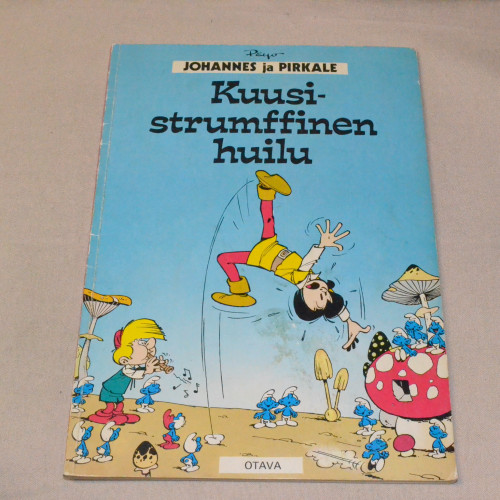 Peyo
JOHANNES ja PIRKALE
Kuusi-
strumffinen
huilu
OTAVA